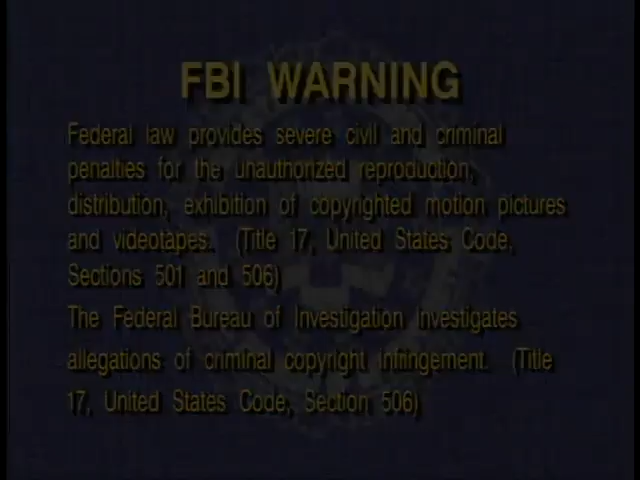 FBI WARNING
Federal law provides severe civil and criminal
penalties for the unauthorized reproduction,
distribution, exhibition of copyrighted motion pictures
and videotapes. (Title 17, United States Code,
Sections 501 and 506)
The Federal Bureau of Investigation investigates
allegations of criminal copyright infringement. (Title
17, United States Code, Section 506)